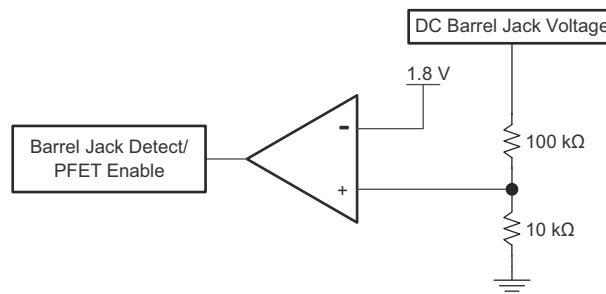 DC Barrel Jack Voltage
1.8 V
-
100 kΩ
Barrel Jack Detect/
PFET Enable
+
10 kΩ